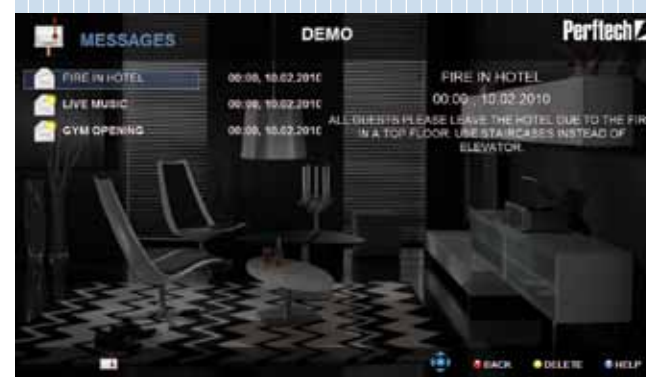 MESSAGES
DEMO
Perftech
FIRE IN HOTEL 00:00, 10.02.2010
LIVE MUSIC 00:00, 10.02.2010
GYM OPENING 00:00, 10.02.2010
FIRE IN HOTEL
00:00, 10.02.2010
ALL GUESTS PLEASE LEAVE THE HOTEL DUE TO THE FIR
IN A TOP FLOOR. USE STAIRCASES INSTEAD OF
ELEVATOR.
BACK DELETE HELP